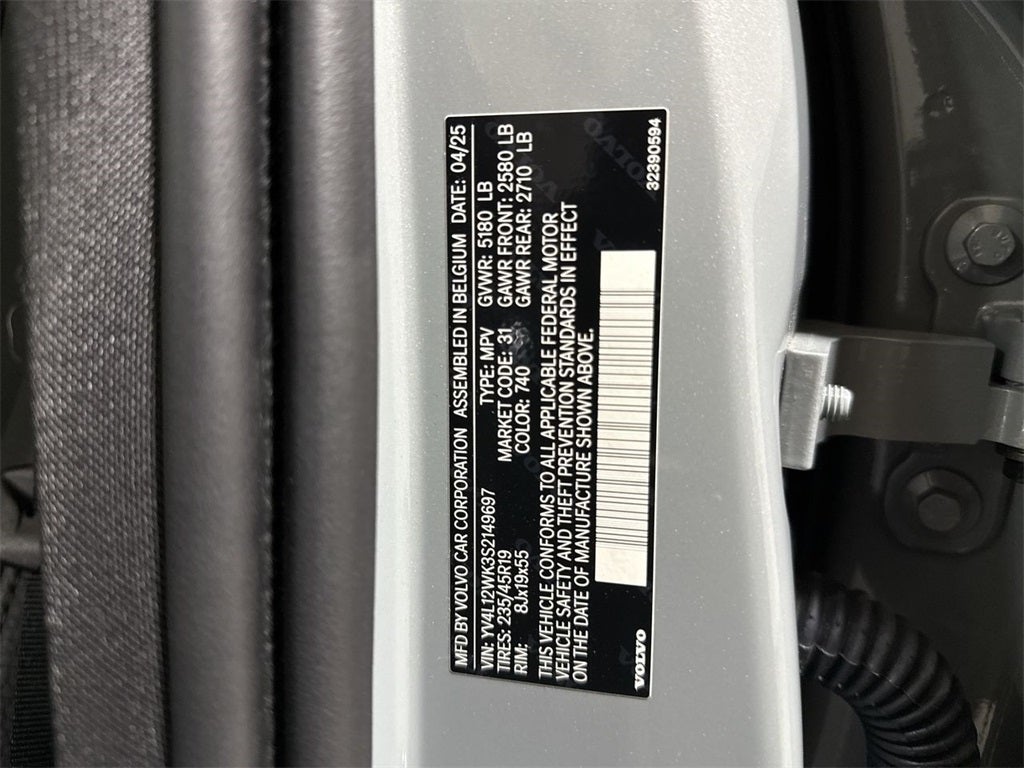 MFD BY VOLVO CAR CORPORATION ASSEMBLED IN BELGIUM DATE: 04/25
VIN: YV4L12WK3S2149697 TYPE: MPV GVWR: 5180 LB
TIRES: 235/45R19 MARKET CODE: 31 GAWR FRONT: 2580 LB
RIM: 8Jx19x55 COLOR: 740 GAWR REAR: 2710 LB
THIS VEHICLE CONFORMS TO ALL APPLICABLE FEDERAL MOTOR
VEHICLE SAFETY AND THEFT PREVENTION STANDARDS IN EFFECT
ON THE DATE OF MANUFACTURE SHOWN ABOVE.
VOLVO 32390594